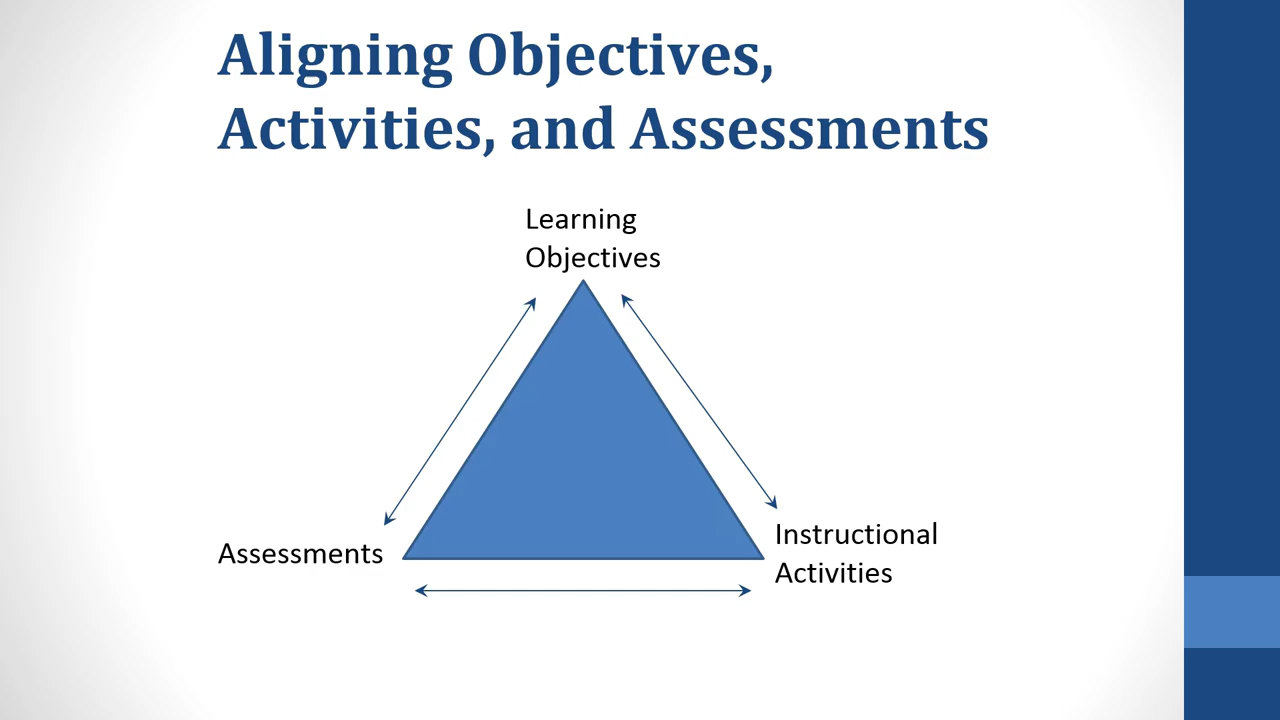 Aligning Objectives,
Activities, and Assessments
Learning
Objectives
Assessments
Instructional
Activities